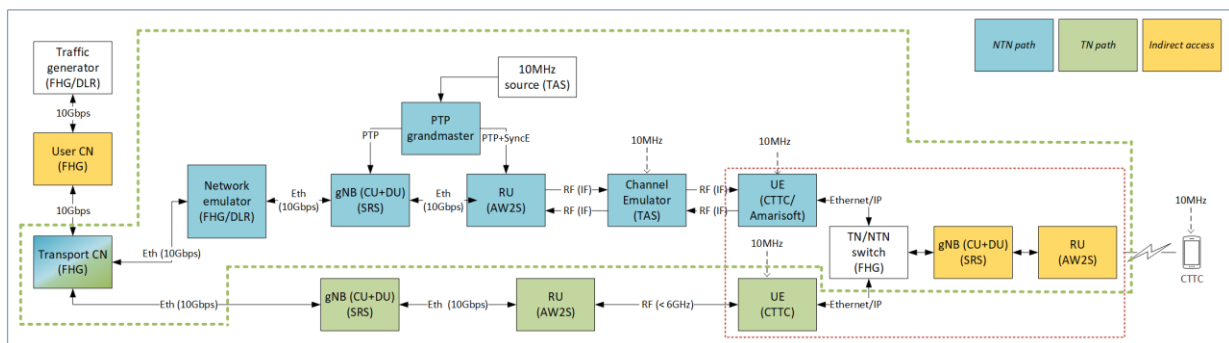 NTN path
TN path
Indirect access
Traffic
generator
(FHG/DLR)
10Gbps
User CN
(FHG)
10Gbps
Transport CN
(FHG)
Eth (10Gbps)
Network
emulator
(FHG/DLR)
Eth
(10Gbps)
10MHz
source (TAS)
PTP
grandmaster
PTP
PTP+SyncE
gNB (CU+DU)
(SRS)
Eth
(10Gbps)
RU
(AW2S)
RF (IF)
RF (IF)
10MHz
Channel
Emulator
(TAS)
RF (IF)
RF (IF)
10MHz
UE
(CTTC/
Amarisoft)
Ethernet/IP
TN/NTN
switch
(FHG)
gNB (CU+DU)
(SRS)
RU
(AW2S)
10MHz
CTTC
Eth (10Gbps)
gNB (CU+DU)
(SRS)
Eth (10Gbps)
RU
(AW2S)
RF (< 6GHz)
10MHz
UE
(CTTC)
Ethernet/IP